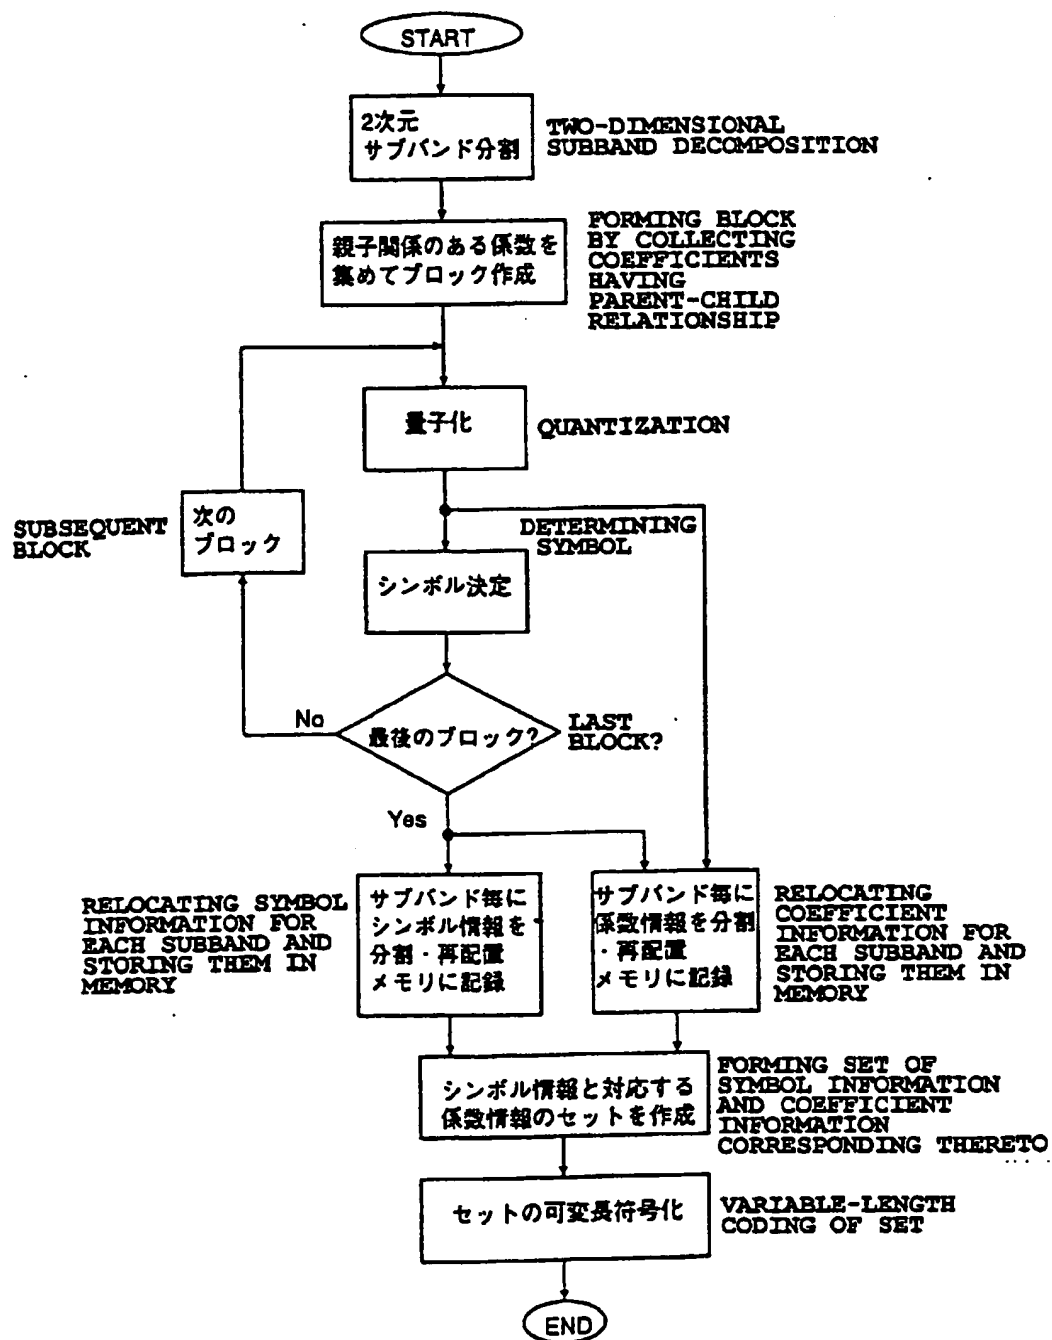 START
2次元
サブバンド分割
TWO-DIMENSIONAL
SUBBAND DECOMPOSITION
親子関係のある係数を
集めてブロック作成
FORMING BLOCK
BY COLLECTING
COEFFICIENTS
HAVING
PARENT-CHILD
RELATIONSHIP
量子化
QUANTIZATION
SUBSEQUENT
BLOCK
次の
ブロック
DETERMINING
SYMBOL
シンボル決定
No
最後のブロック?
LAST
BLOCK?
Yes
RELOCATING SYMBOL
INFORMATION FOR
EACH SUBBAND AND
STORING THEM IN
MEMORY
サブバンド毎に
シンボル情報を
分割・再配置
メモリに記録
サブバンド毎に
係数情報を分割
・再配置
メモリに記録
RELOCATING
COEFFICIENT
INFORMATION FOR
EACH SUBBAND AND
STORING THEM IN
MEMORY
シンボル情報と対応する
係数情報のセットを作成
FORMING SET OF
SYMBOL INFORMATION
AND COEFFICIENT
INFORMATION
CORRESPONDING THERETO
セットの可変長符号化
VARIABLE-LENGTH
CODING OF SET
END